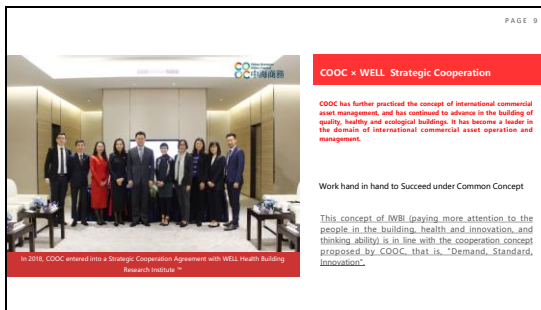 PAGE 9
中海商務
COOC × WELL Strategic Cooperation
COOC has further practiced the concept of international commercial
asset management, and has continued to advance in the building of
quality, healthy and ecological buildings. It has become a leader in
the domain of international commercial asset operation and
management.
Work hand in hand to Succeed under Common Concept
This concept of IWBI (paying more attention to the
people in the building, health and innovation, and
thinking ability) is in line with the cooperation concept
proposed by COOC, that is, "Demand, Standard,
Innovation".
In 2018, COOC entered into a Strategic Cooperation Agreement with WELL Health Building
Research Institute ™